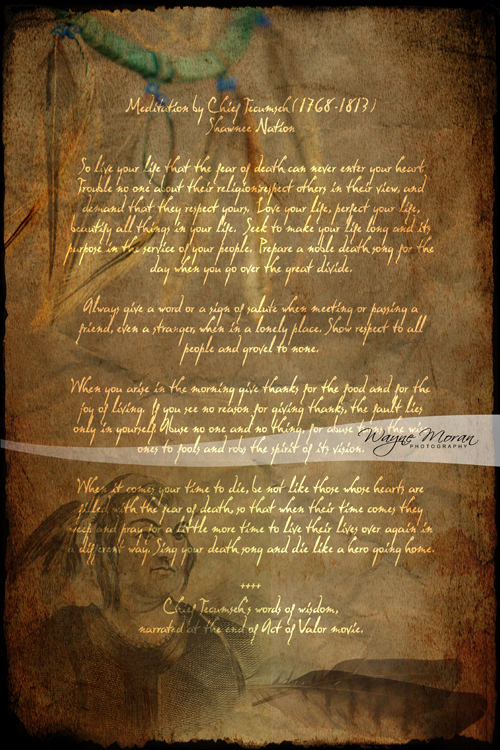 Meditation by Chief Tecumseh (1768-1813)
Shawnee Nation
So live your life that the fear of death can never enter your heart.
Trouble no one about their religion; respect others in their view, and
demand that they respect yours. Love your life, perfect your life,
beautify all things in your life. Seek to make your life long and its
purpose in the service of your people. Prepare a noble death song for the
day when you go over the great divide.
Always give a word or a sign of salute when meeting or passing a
friend, even a stranger, when in a lonely place. Show respect to all
people and grovel to none.
When you arise in the morning give thanks for the food and for the
joy of living. If you see no reason for giving thanks, the fault lies
only in yourself. Abuse no one and no thing, for abuse turns the wise
ones to fools and robs the spirit of its vision.
Wayne Moran
PHOTOGRAPHY
When it comes your time to die, be not like those whose hearts are
filled with the fear of death, so that when their time comes they
weep and pray for a little more time to live their lives over again in
a different way. Sing your death song and die like a hero going home.
++++
Chief Tecumseh's words of wisdom,
narrated at the end of Act of Valor movie.